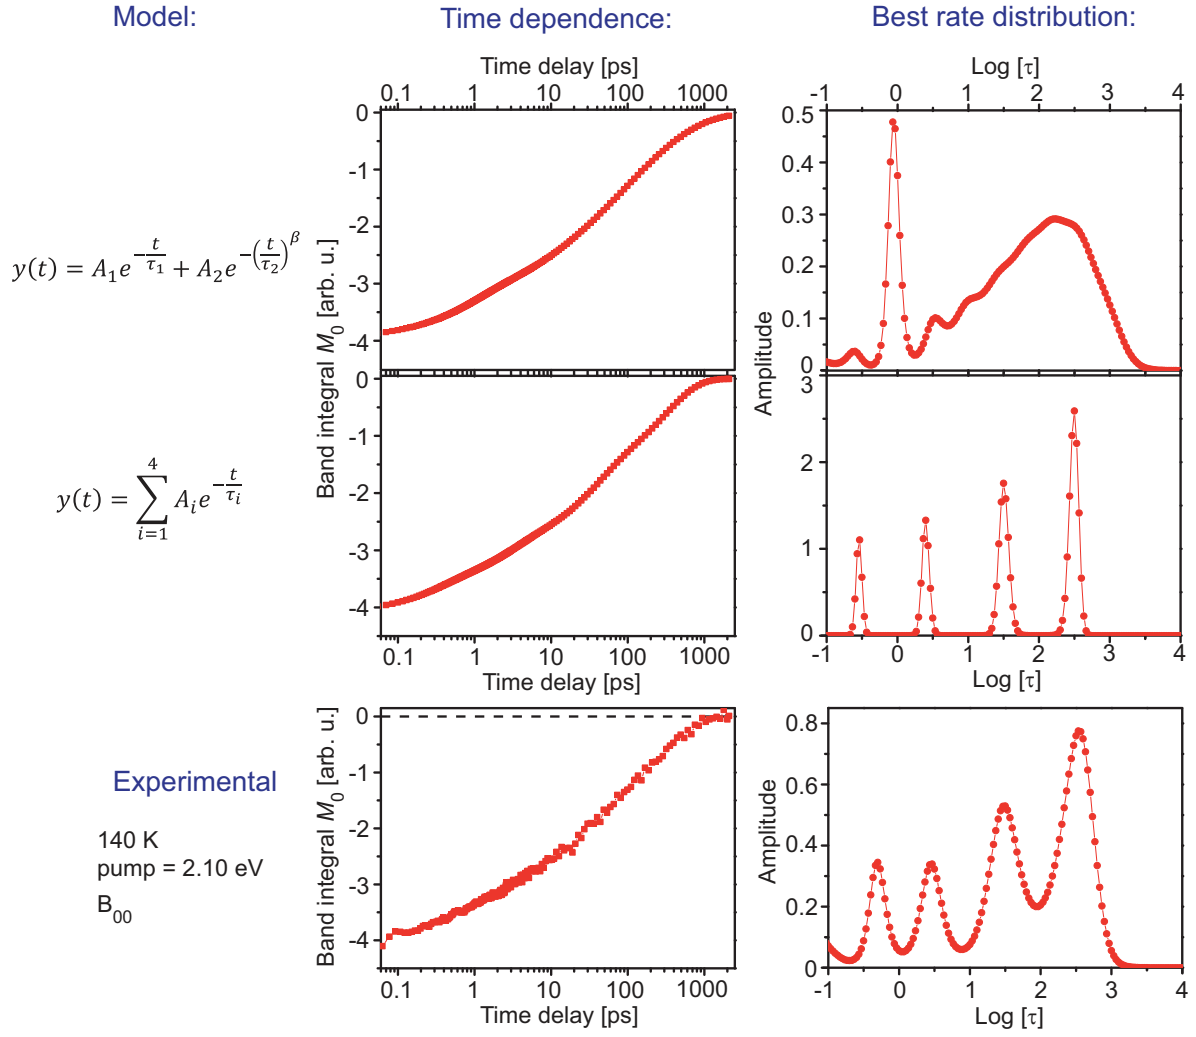 Model:
Time dependence:
Best rate distribution:
Time delay [ps]
0.1 1 10 100 1000
Log [τ]
-1 0 1 2 3 4
y(t) = A₁e^{-t/τ₁} + A₂e^{-(t/τ₂)^β}
0
-1
-2
-3
-4
0.5
0.4
0.3
0.2
0.1
0
Band integral M₀ [arb. u.]
Amplitude
y(t) = ∑_{i=1}^{4} Aᵢe^{-t/τᵢ}
0
-1
-2
-3
-4
3
2
1
0
0.1 1 10 100 1000
Time delay [ps]
-1 0 1 2 3 4
Log [τ]
Experimental
140 K
pump = 2.10 eV
B₀₀
Band integral M₀ [arb. u.]
0
-1
-2
-3
-4
0.1 1 10 100 1000
Time delay [ps]
Amplitude
0.8
0.6
0.4
0.2
0
-1 0 1 2 3 4
Log [τ]